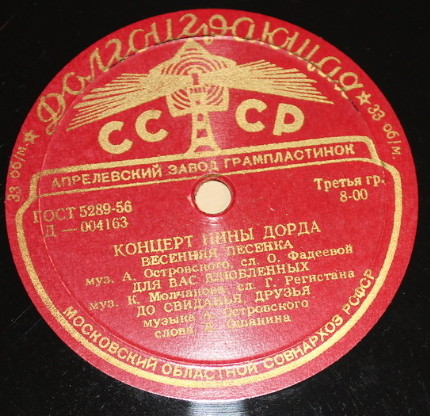 Долгоиграющая
33 об/м.
33 об/м.
СССР
АПРЕЛЕВСКИЙ ЗАВОД ГРАМПЛАСТИНОК
ГОСТ 5289-56
Д — 004163
Третья гр.
8-00
КОНЦЕРТ НИНЫ ДОРДА
ВЕСЕННЯЯ ПЕСЕНКА
муз. А. Островского, сл. О. Фадеевой
ДЛЯ ВАС ВЛЮБЛЕННЫХ
муз. К. Молчанова сл. Г. Регистана
ДО СВИДАНЬЯ, ДРУЗЬЯ
музыка Островского
слова Ошанина
МОСКОВСКИЙ ОБЛАСТНОЙ СОВНАРХОЗ РСФСР